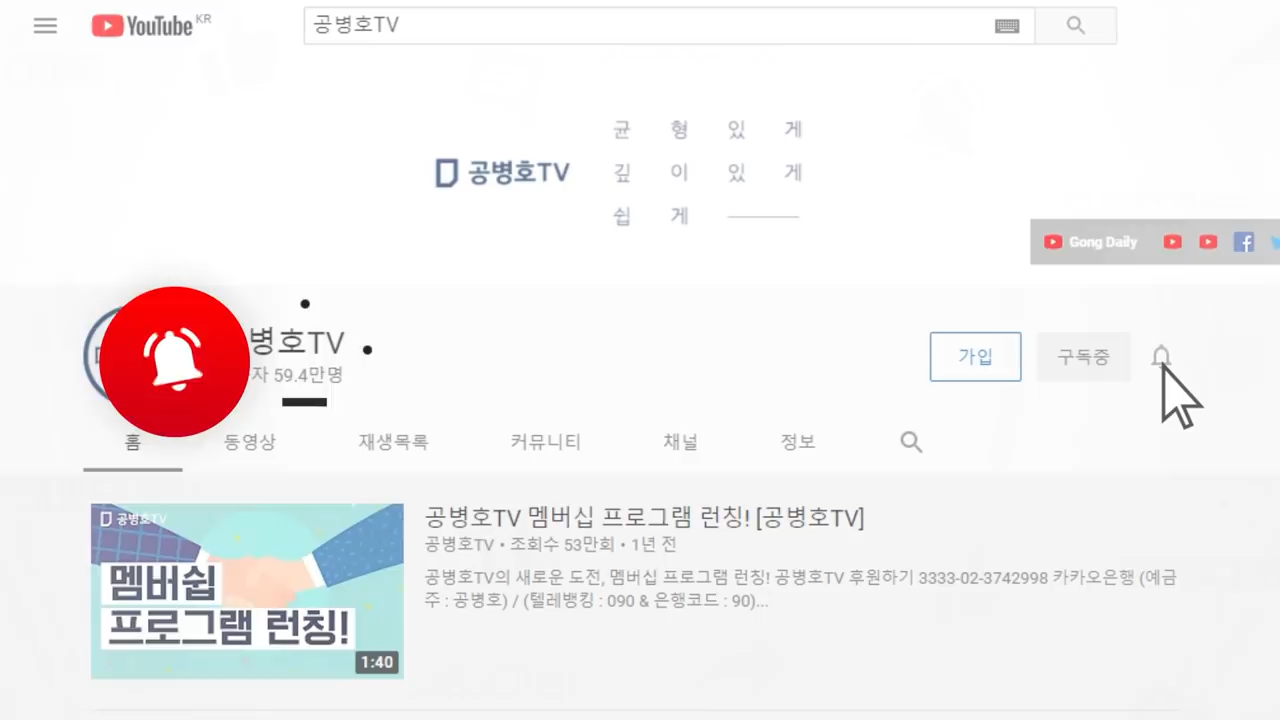 YouTube KR
공병호TV
균형있게
공병호TV 깊이있게
쉽게
Gong Daily
병호TV
자 59.4만명
가입 구독중
홈 동영상 재생목록 커뮤니티 채널 정보
공병호TV
멤버쉽
프로그램 런칭!
1:40
공병호TV 멤버십 프로그램 런칭! [공병호TV]
공병호TV • 조회수 53만회 • 1년 전
공병호TV의 새로운 도전, 멤버십 프로그램 런칭! 공병호TV 후원하기 3333-02-3742998 카카오은행 (예금
주 : 공병호) / (텔레뱅킹 : 090 & 은행코드 : 90)...